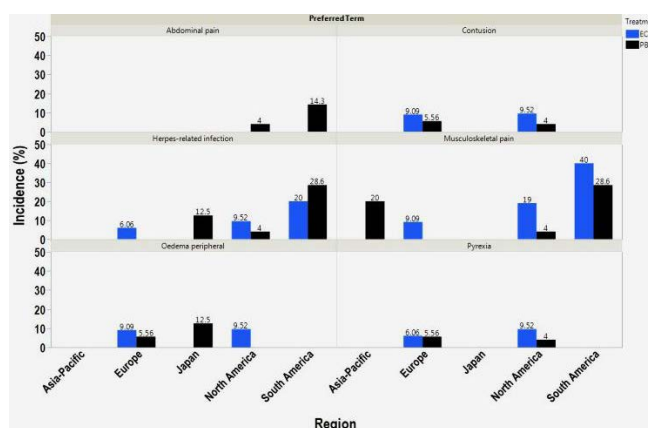 Preferred Term
Abdominal pain
Contusion
Herpes-related infection
Musculoskeletal pain
Oedema peripheral
Pyrexia
Incidence (%)
50
40
30
20
10
0
4
14.3
9.09
5.56
9.52
4
50
40
30
20
10
0
6.06
12.5
9.52
4
20
28.6
20
9.09
19
4
40
28.6
50
40
30
20
10
0
9.09
5.56
12.5
9.52
6.06
5.56
9.52
4
Asia-Pacific
Europe
Japan
North America
South America
Asia-Pacific
Europe
Japan
North America
South America
Region
Treatm
EC